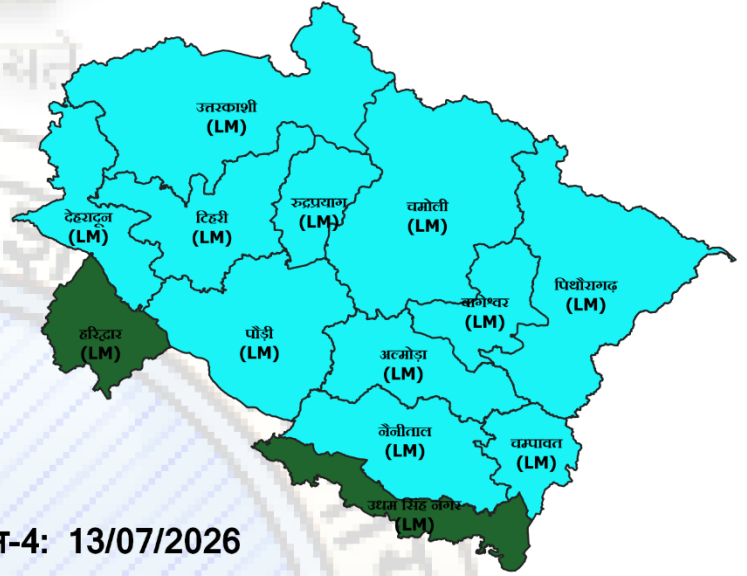 उत्तरकाशी
(LM)
देहरादून
(LM)
टिहरी
(LM)
रुद्रप्रयाग
(LM)
चमोली
(LM)
पिथौरागढ़
(LM)
बागेश्वर
(LM)
हरिद्वार
(LM)
पौड़ी
(LM)
अल्मोड़ा
(LM)
नैनीताल
(LM)
चम्पावत
(LM)
उधम सिंह नगर
(LM)
-4: 13/07/2026